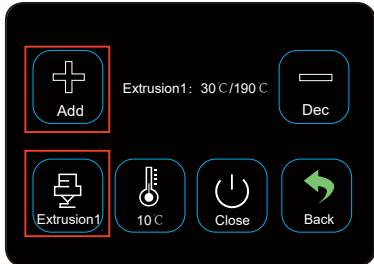 Extrusion1: 30℃/190℃
Add
Dec
Extrusion1
10℃
Close
Back